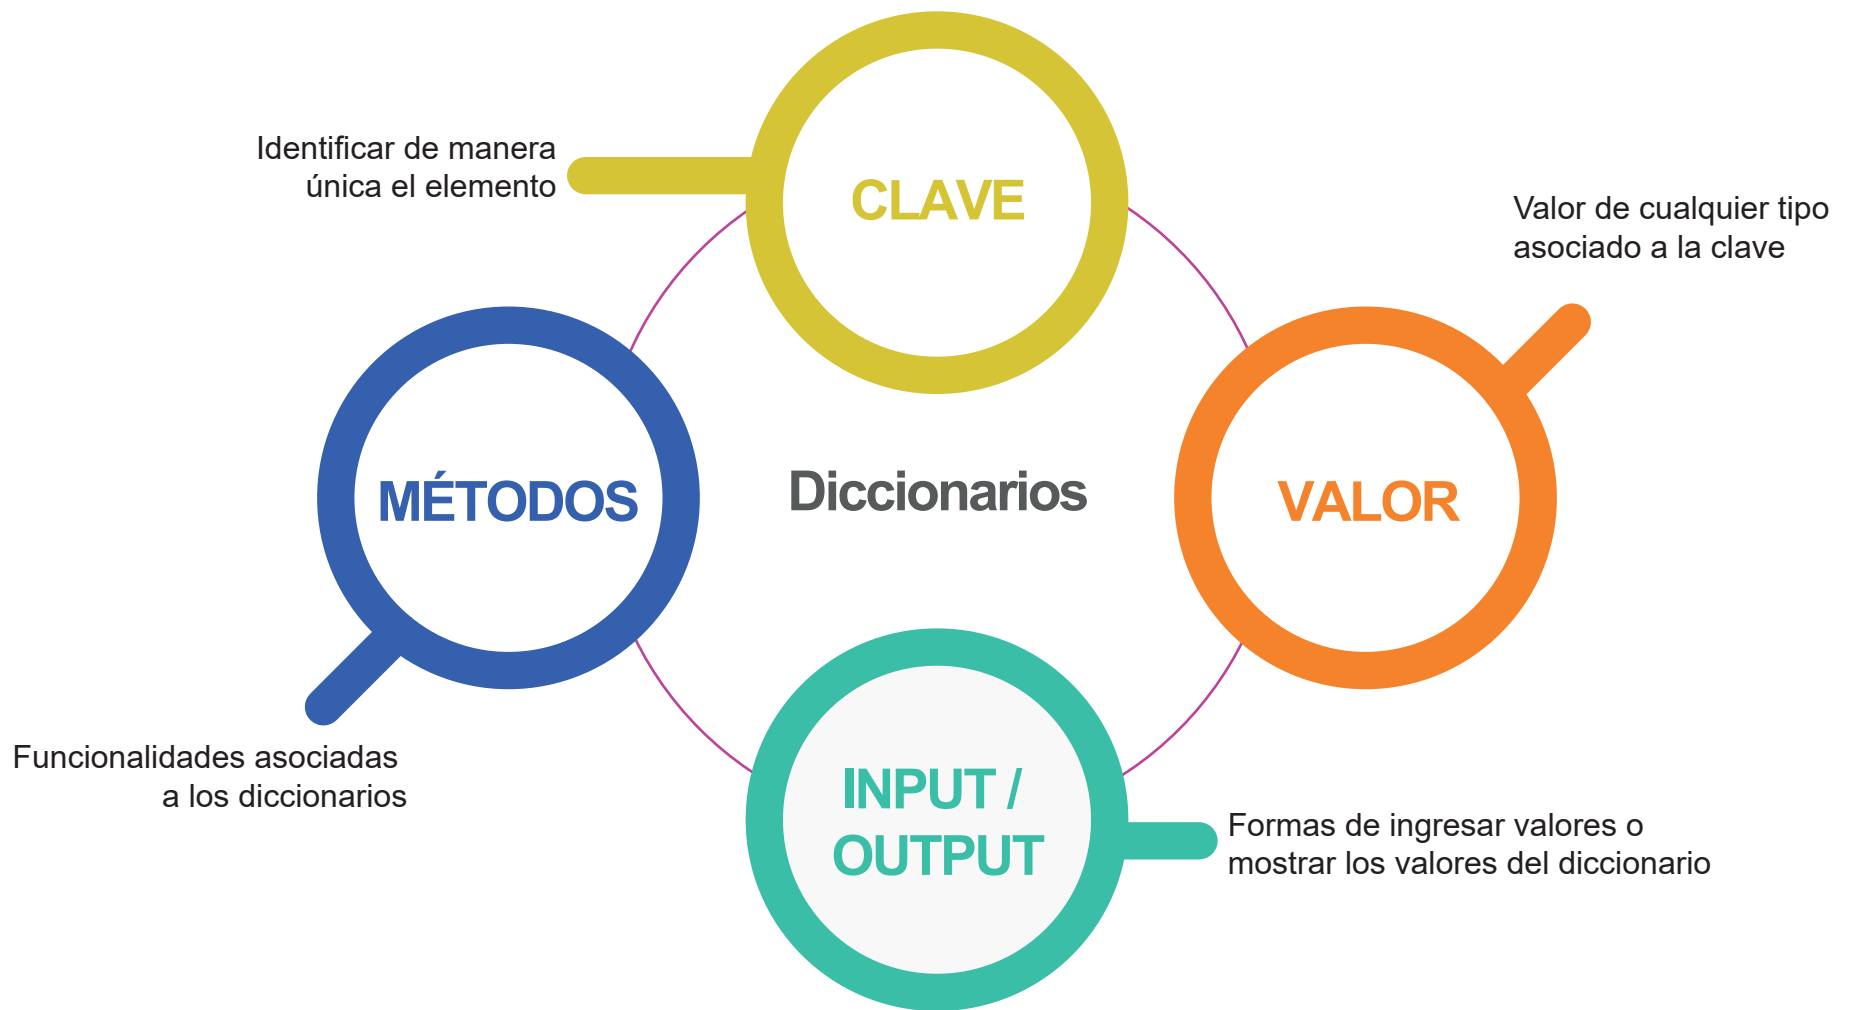 Identificar de manera
única el elemento
CLAVE
Valor de cualquier tipo
asociado a la clave
MÉTODOS
Diccionarios
VALOR
Funcionalidades asociadas
a los diccionarios
INPUT /
OUTPUT
Formas de ingresar valores o
mostrar los valores del diccionario